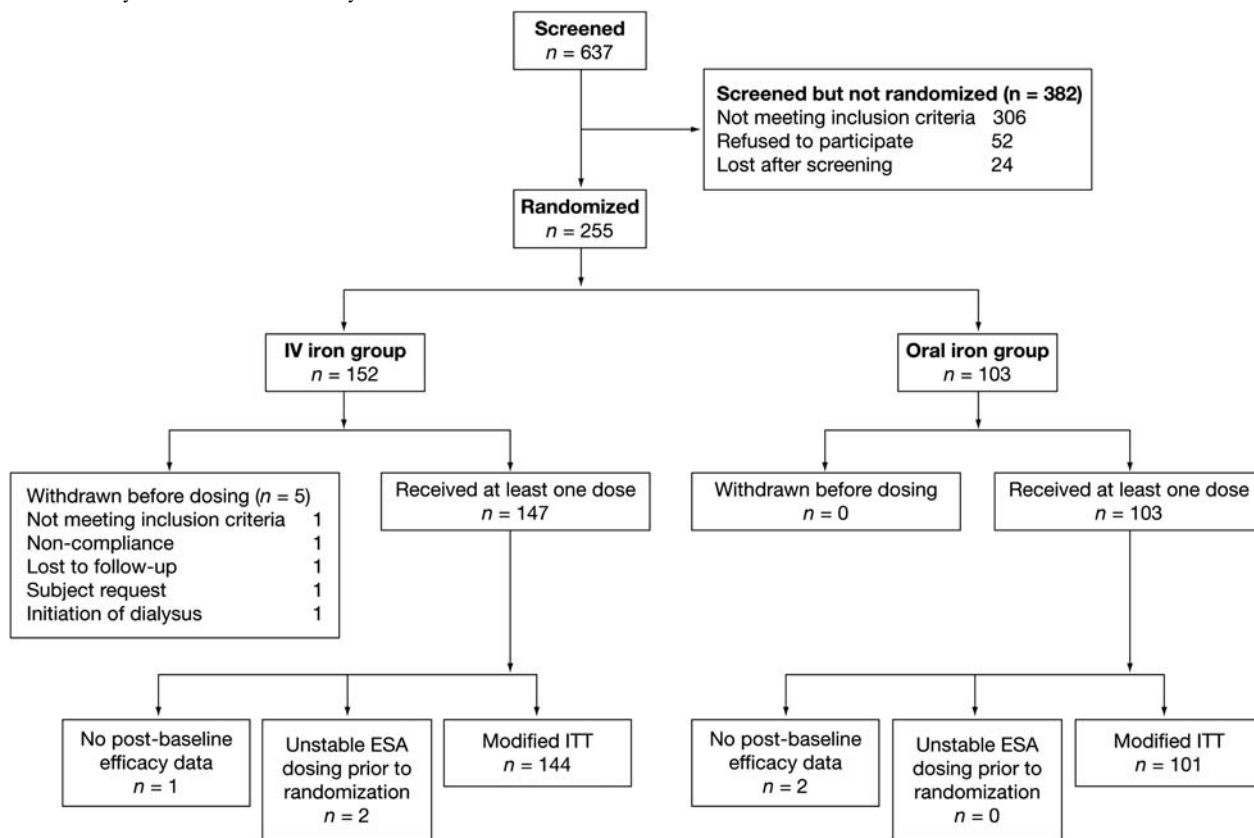 Screened
n = 637
Screened but not randomized (n = 382)
Not meeting inclusion criteria 306
Refused to participate 52
Lost after screening 24
Randomized
n = 255
IV iron group
n = 152
Oral iron group
n = 103
Withdrawn before dosing (n = 5)
Not meeting inclusion criteria 1
Non-compliance 1
Lost to follow-up 1
Subject request 1
Initiation of dialysus 1
Received at least one dose
n = 147
Withdrawn before dosing
n = 0
Received at least one dose
n = 103
No post-baseline
efficacy data
n = 1
Unstable ESA
dosing prior to
randomization
n = 2
Modified ITT
n = 144
No post-baseline
efficacy data
n = 2
Unstable ESA
dosing prior to
randomization
n = 0
Modified ITT
n = 101